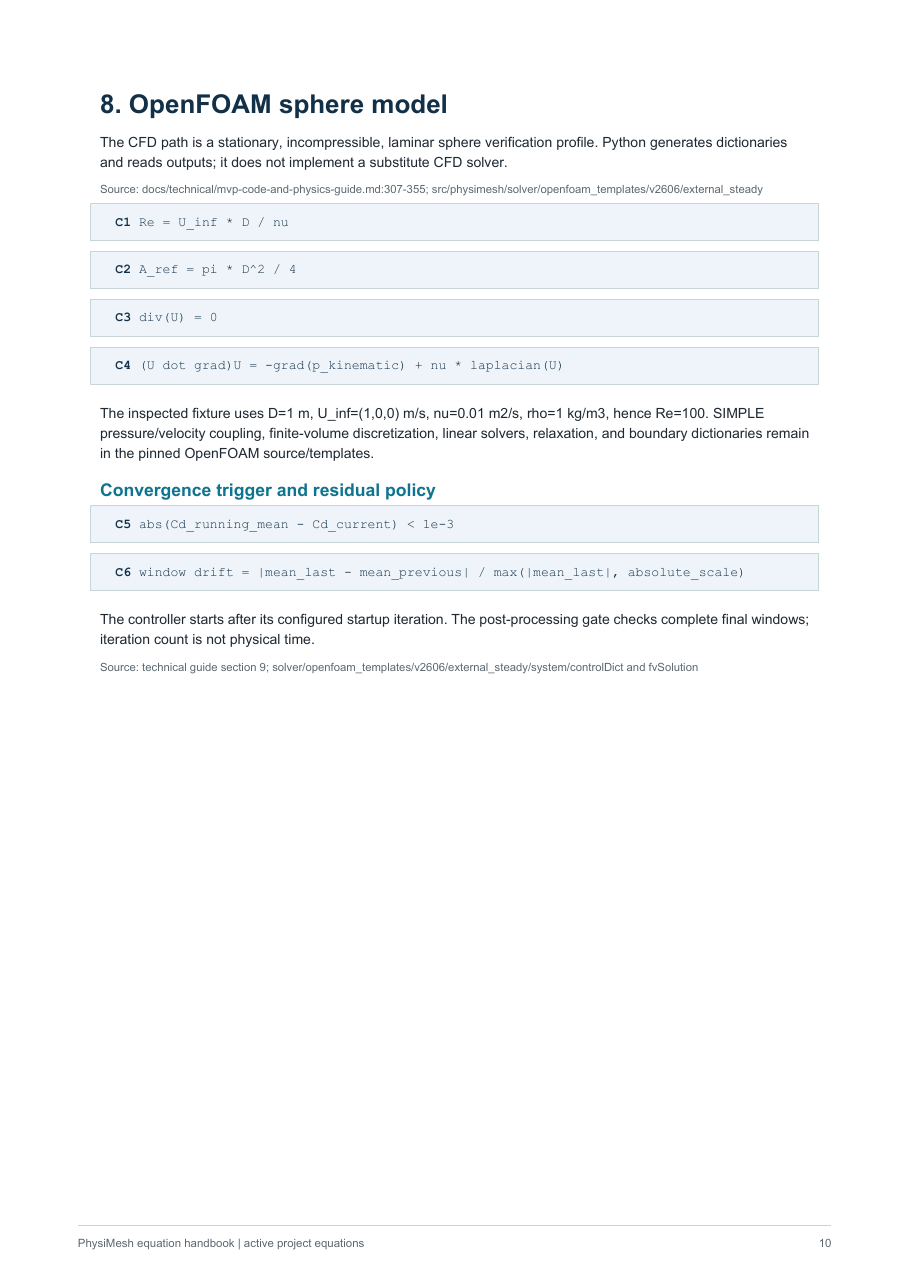 8. OpenFOAM sphere model
The CFD path is a stationary, incompressible, laminar sphere verification profile. Python generates dictionaries
and reads outputs; it does not implement a substitute CFD solver.
Source: docs/technical/mvp-code-and-physics-guide.md:307-355; src/physimesh/solver/openfoam_templates/v2606/external_steady
C1 Re = U_inf * D / nu
C2 A_ref = pi * D^2 / 4
C3 div(U) = 0
C4 (U dot grad)U = -grad(p_kinematic) + nu * laplacian(U)
The inspected fixture uses D=1 m, U_inf=(1,0,0) m/s, nu=0.01 m2/s, rho=1 kg/m3, hence Re=100. SIMPLE
pressure/velocity coupling, finite-volume discretization, linear solvers, relaxation, and boundary dictionaries remain
in the pinned OpenFOAM source/templates.
Convergence trigger and residual policy
C5 abs(Cd_running_mean - Cd_current) < 1e-3
C6 window drift = |mean_last - mean_previous| / max(|mean_last|, absolute_scale)
The controller starts after its configured startup iteration. The post-processing gate checks complete final windows;
iteration count is not physical time.
Source: technical guide section 9; solver/openfoam_templates/v2606/external_steady/system/controlDict and fvSolution
PhysiMesh equation handbook | active project equations
10